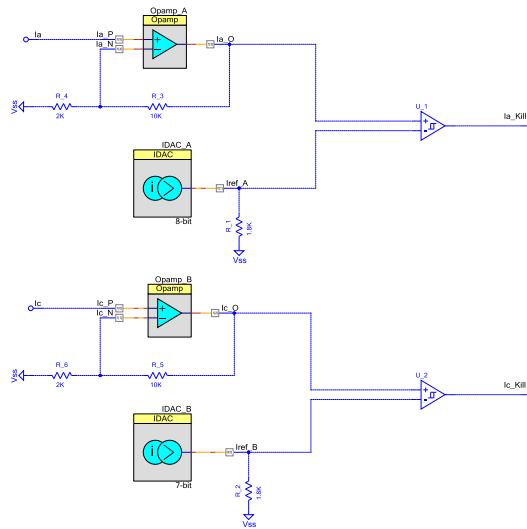 Opamp_A
Opamp
Ia
Ia_P
Ia_N
Ia_O
Vss
R_4
2K
R_3
10K
U_1
Ia_Kill
IDAC_A
IDAC
Iref_A
8-bit
R_1
1.8K
Vss
Opamp_B
Opamp
Ic
Ic_P
Ic_N
Ic_O
Vss
R_6
2K
R_5
10K
U_2
Ic_Kill
IDAC_B
IDAC
Iref_B
7-bit
R_2
1.8K
Vss